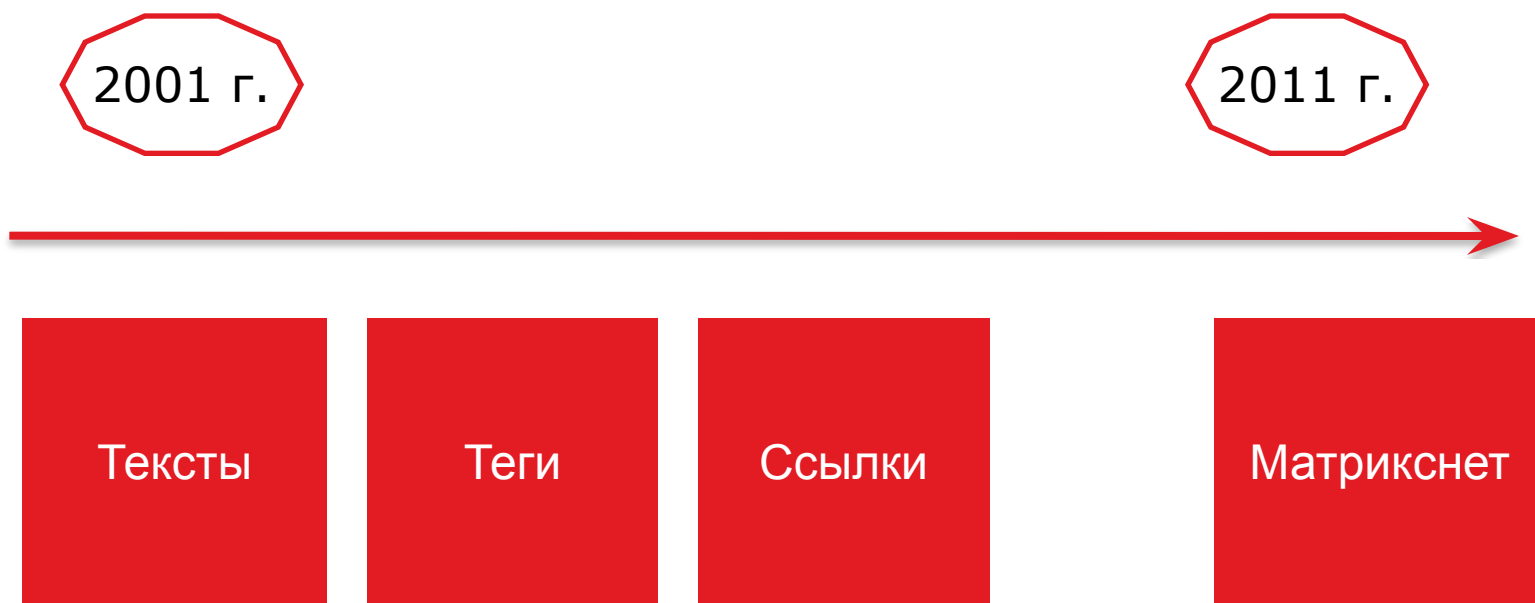 2001 г.
2011 г.
Тексты
Теги
Ссылки
Матрикснет